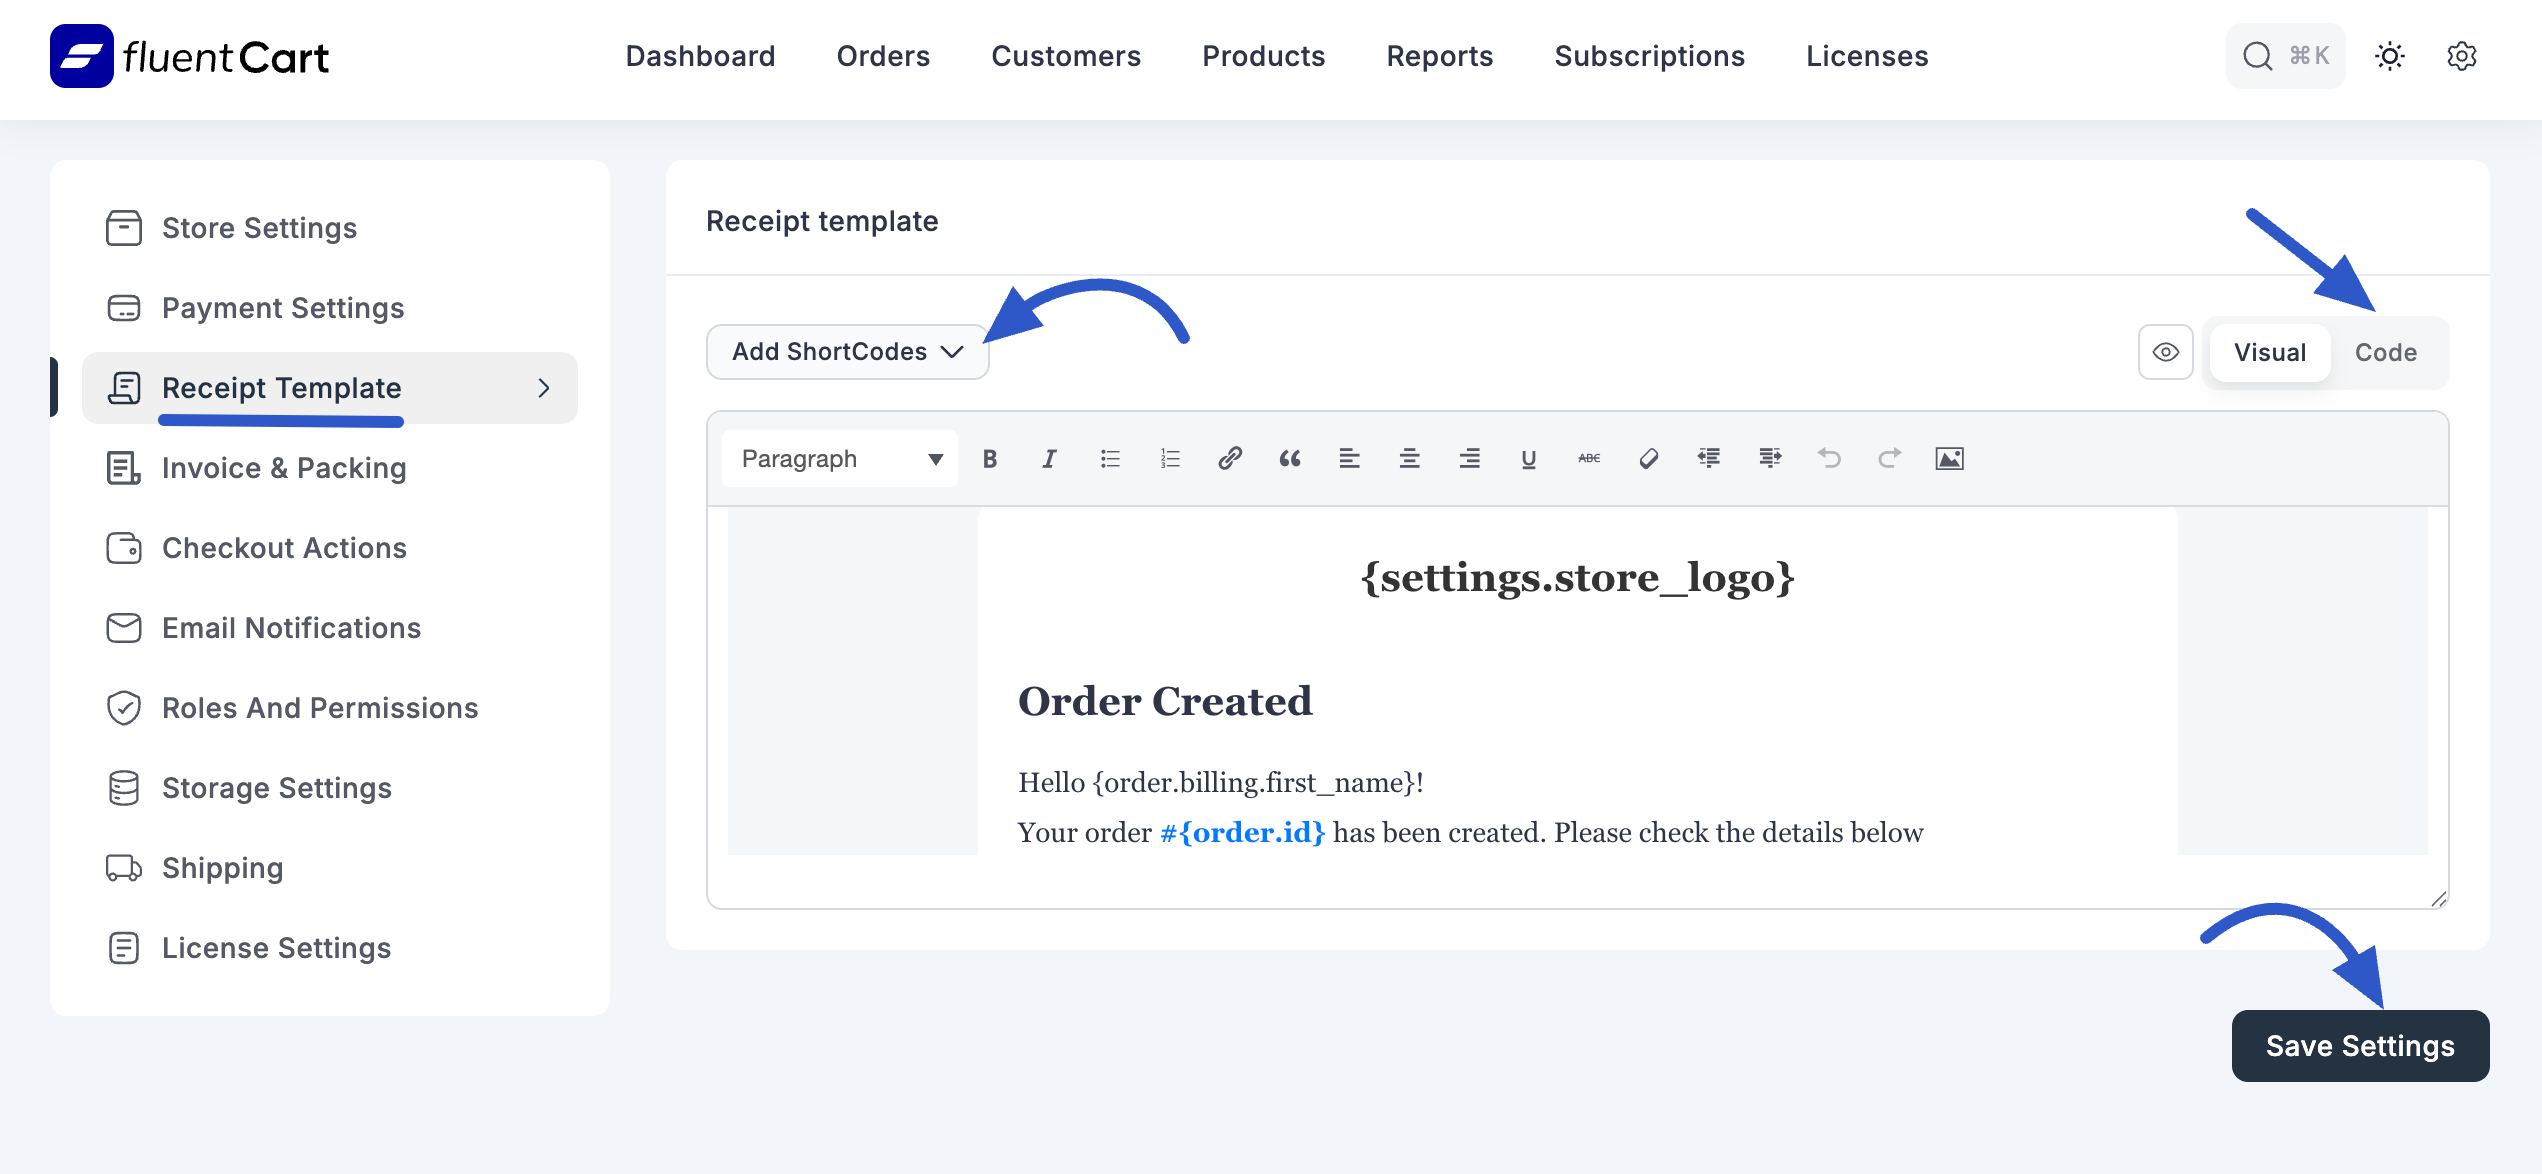 fluentCart
Dashboard Orders Customers Products Reports Subscriptions Licenses
⌘K
Store Settings
Payment Settings
Receipt Template
Invoice & Packing
Checkout Actions
Email Notifications
Roles And Permissions
Storage Settings
Shipping
License Settings
Receipt template
Add ShortCodes
Visual Code
Paragraph
B I U ABC
{settings.store_logo}
Order Created
Hello {order.billing.first_name}!
Your order #{order.id} has been created. Please check the details below
Save Settings